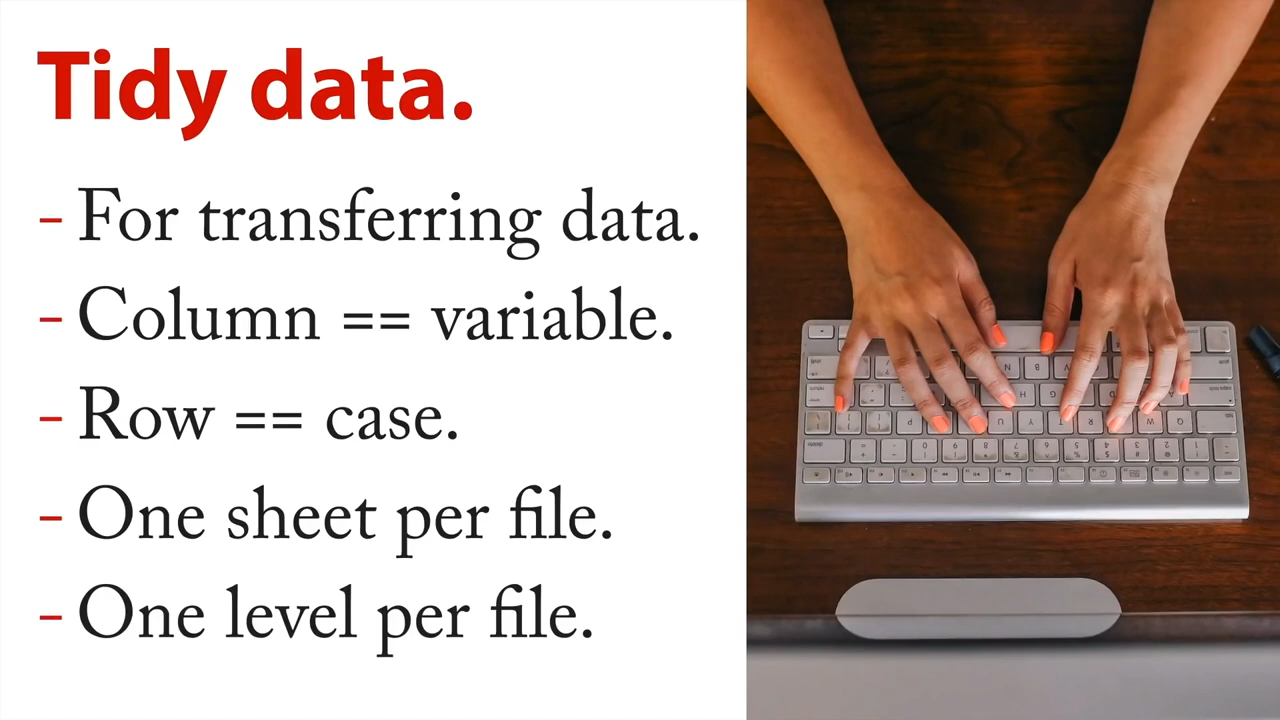 Tidy data.
- For transferring data.
- Column == variable.
- Row == case.
- One sheet per file.
- One level per file.